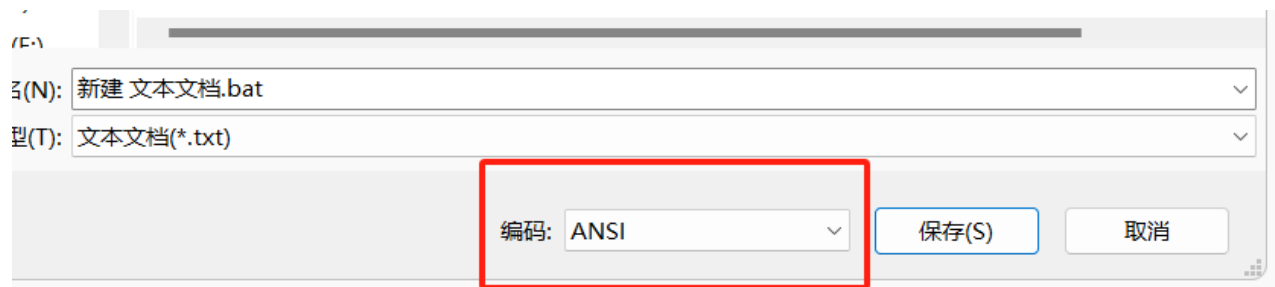 (F:)
名(N): 新建 文本文档.bat
型(T): 文本文档(*.txt)
编码: ANSI
保存(S)
取消